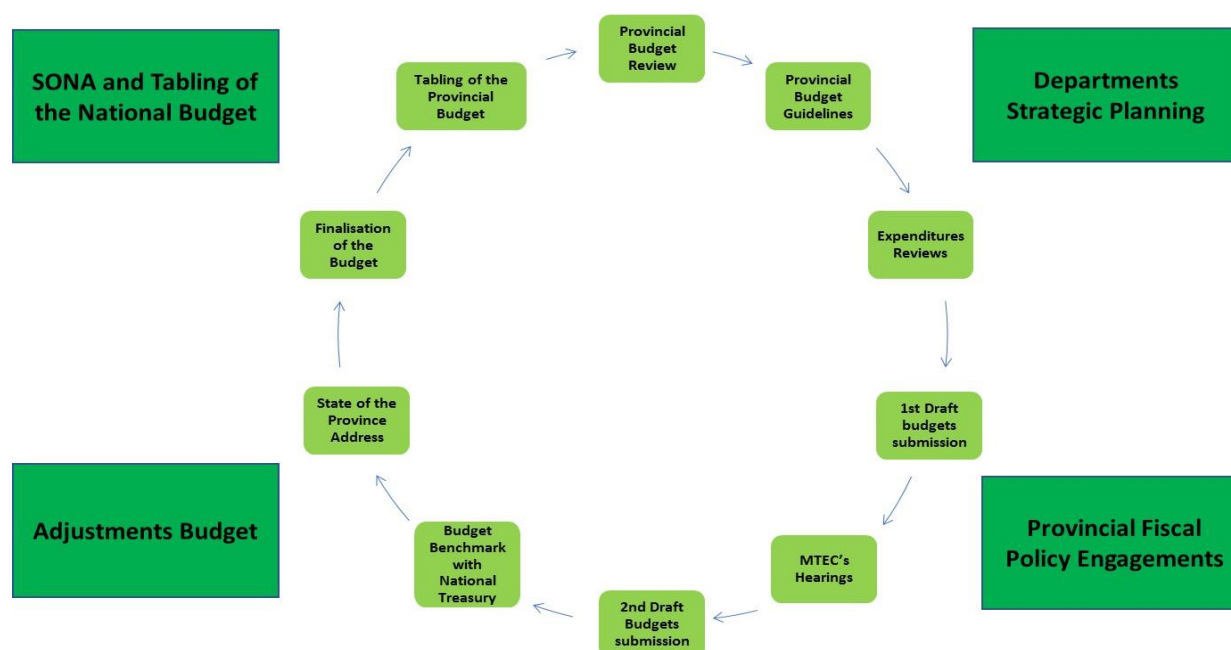 SONA and Tabling of
the National Budget
Departments
Strategic Planning
Provincial
Budget
Review
Provincial
Budget
Guidelines
Expenditures
Reviews
1st Draft
budgets
submission
MTEC's
Hearings
2nd Draft
Budgets
submission
Budget
Benchmark
with
National
Treasury
State of the
Province
Address
Finalisation
of the
Budget
Tabling of the
Provincial
Budget
Adjustments Budget
Provincial Fiscal
Policy Engagements